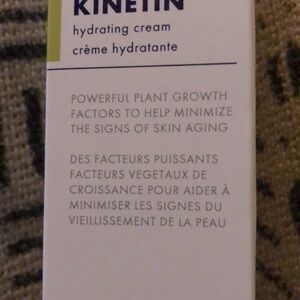 KINETIN
hydrating cream
crème hydratante
POWERFUL PLANT GROWTH
FACTORS TO HELP MINIMIZE
THE SIGNS OF SKIN AGING
DES FACTEURS PUISSANTS
FACTEURS VÉGETAUX DE
CROISSANCE POUR AIDER À
MINIMISER LES SIGNES DU
VIEILLISSEMENT DE LA PEAU